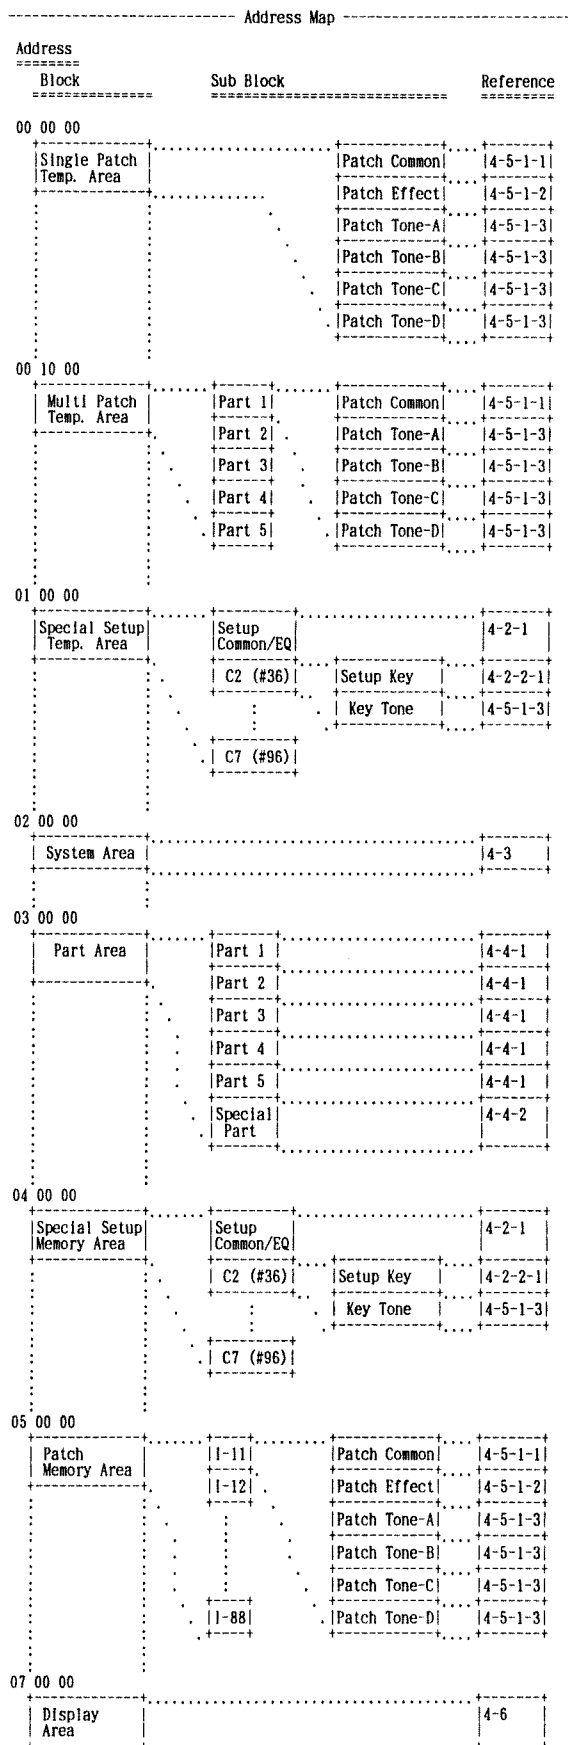 Address Map
Address
Block Sub Block Reference
00 00 00
Single Patch Patch Common 4-5-1-1
Temp. Area
Patch Effect 4-5-1-2
Patch Tone-A 4-5-1-3
Patch Tone-B 4-5-1-3
Patch Tone-C 4-5-1-3
Patch Tone-D 4-5-1-3
00 10 00
Multi Patch Part 1 Patch Common 4-5-1-1
Temp. Area
Part 2 Patch Tone-A 4-5-1-3
Part 3 Patch Tone-B 4-5-1-3
Part 4 Patch Tone-C 4-5-1-3
Part 5 Patch Tone-D 4-5-1-3
01 00 00
Special Setup Setup 4-2-1
Temp. Area Common/EQ
C2 (#36) Setup Key 4-2-2-1
Key Tone 4-5-1-3
C7 (#96)
02 00 00
System Area 4-3
03 00 00
Part Area Part 1 4-4-1
Part 2 4-4-1
Part 3 4-4-1
Part 4 4-4-1
Part 5 4-4-1
Special 4-4-2
Part
04 00 00
Special Setup Setup 4-2-1
Memory Area Common/EQ
C2 (#36) Setup Key 4-2-2-1
Key Tone 4-5-1-3
C7 (#96)
05 00 00
Patch I-11 Patch Common 4-5-1-1
Memory Area
I-12 Patch Effect 4-5-1-2
Patch Tone-A 4-5-1-3
Patch Tone-B 4-5-1-3
Patch Tone-C 4-5-1-3
I-88 Patch Tone-D 4-5-1-3
07 00 00
Display 4-6
Area